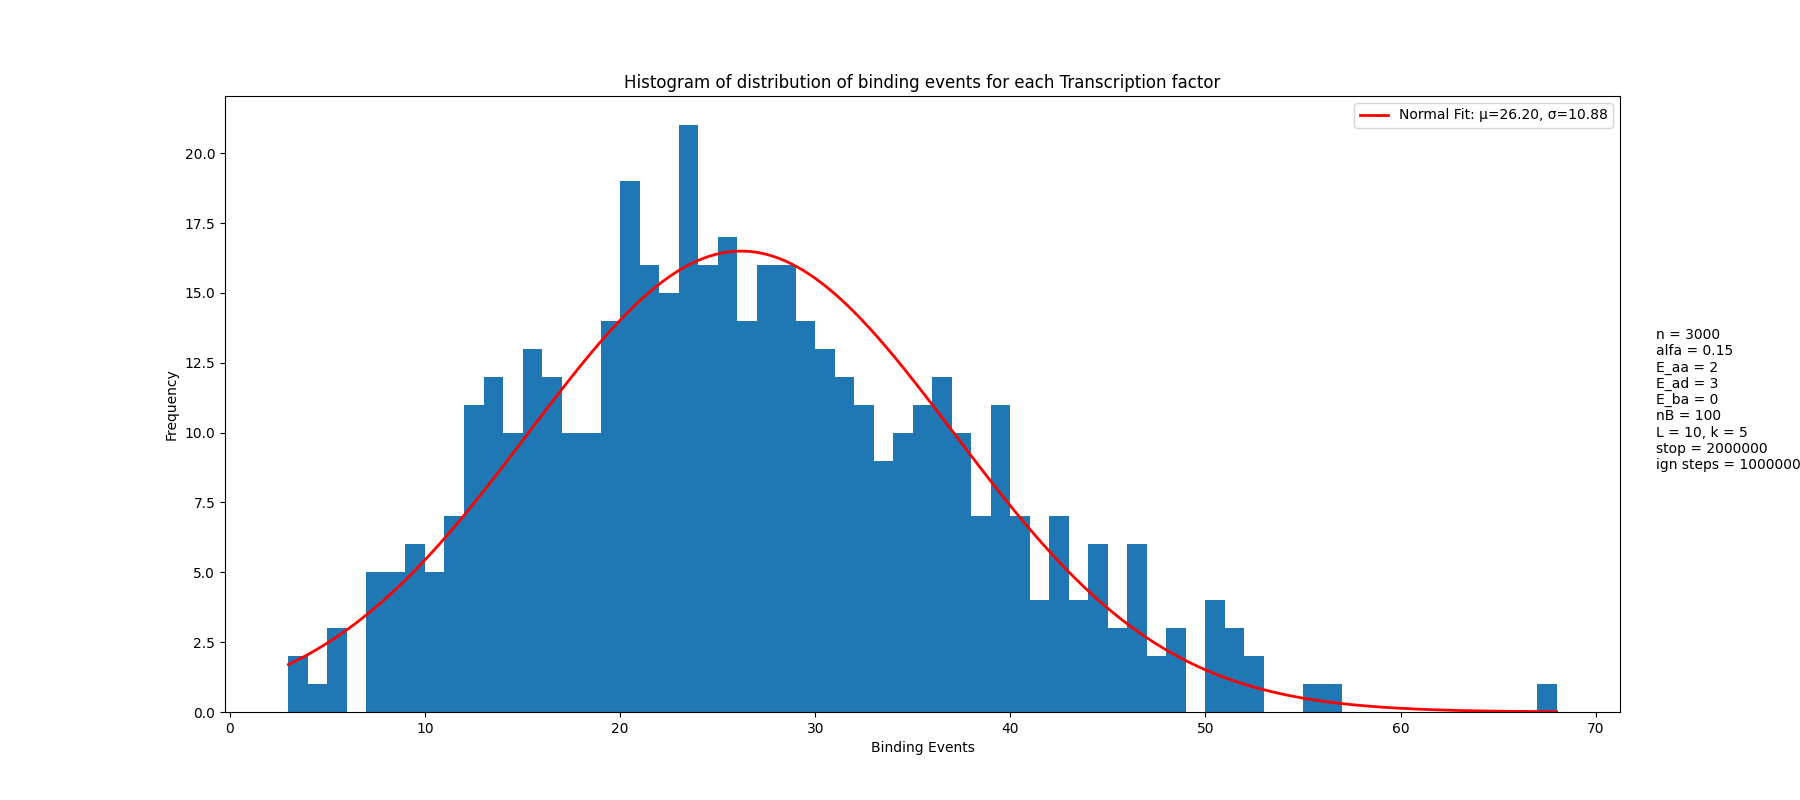 Histogram of distribution of binding events for each Transcription factor
Normal Fit: μ=26.20, σ=10.88
20.0
17.5
15.0
12.5
10.0
7.5
5.0
2.5
0.0
Frequency
0 10 20 30 40 50 60 70
Binding Events
n = 3000
alfa = 0.15
E_aa = 2
E_ad = 3
E_ba = 0
nB = 100
L = 10, k = 5
stop = 2000000
ign steps = 1000000